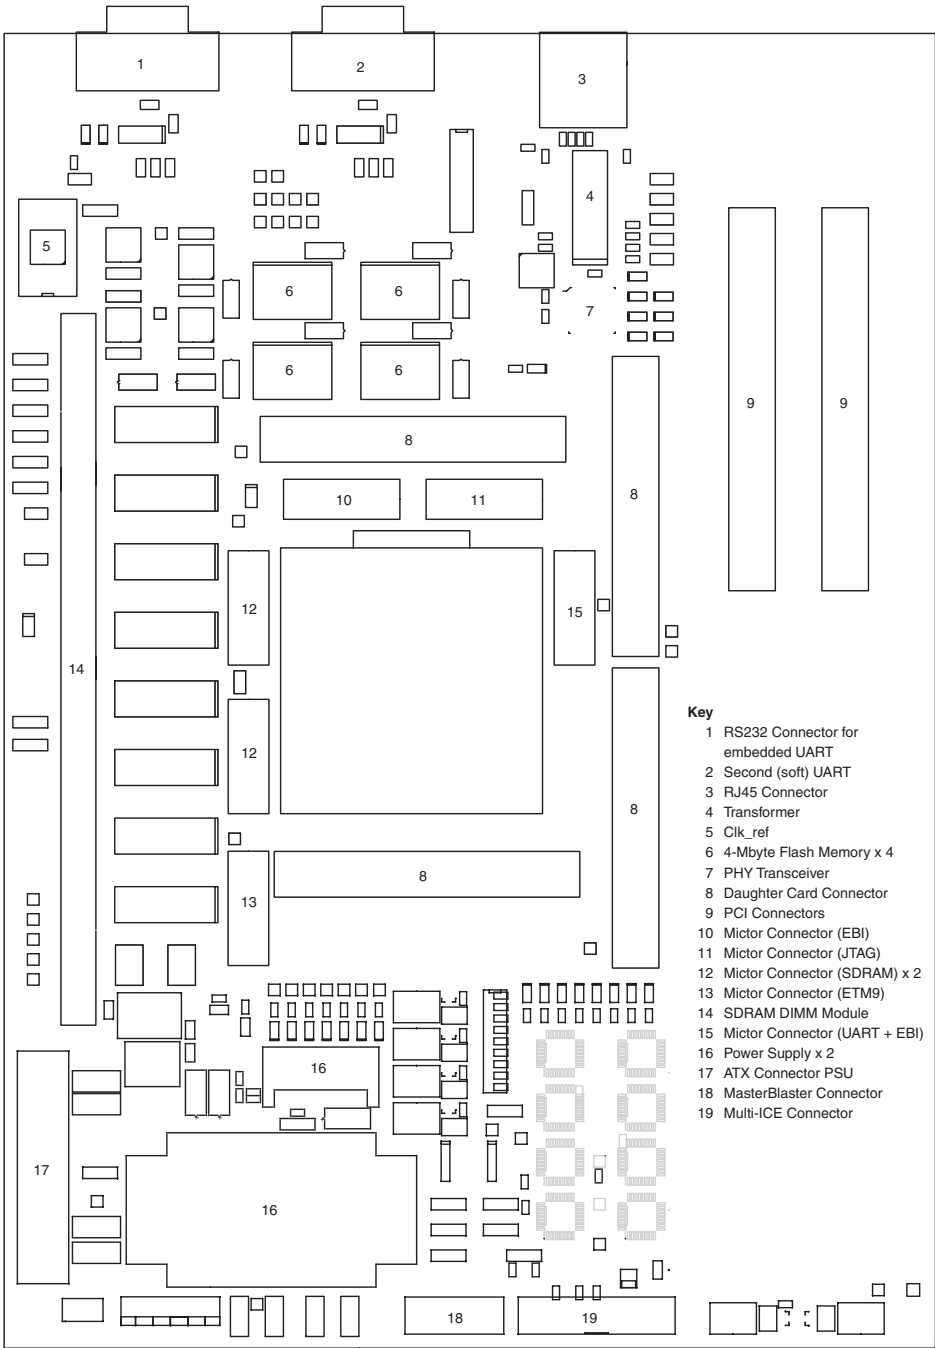 1
2
3
4
5
6
6
7
6
6
9
9
8
8
10
11
12
15
14
12
8
8
13
16
17
16
18
19
Key
1 RS232 Connector for
embedded UART
2 Second (soft) UART
3 RJ45 Connector
4 Transformer
5 Clk_ref
6 4-Mbyte Flash Memory x 4
7 PHY Transceiver
8 Daughter Card Connector
9 PCI Connectors
10 Mictor Connector (EBI)
11 Mictor Connector (JTAG)
12 Mictor Connector (SDRAM) x 2
13 Mictor Connector (ETM9)
14 SDRAM DIMM Module
15 Mictor Connector (UART + EBI)
16 Power Supply x 2
17 ATX Connector PSU
18 MasterBlaster Connector
19 Multi-ICE Connector